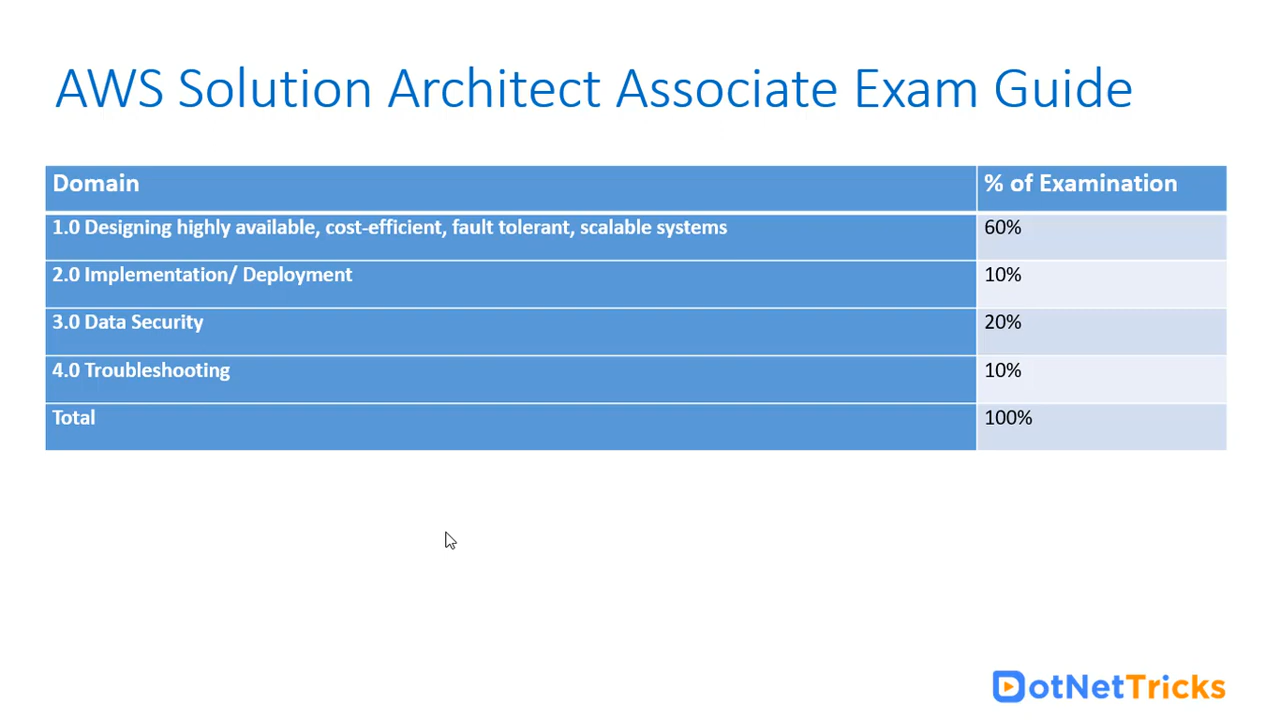 AWS Solution Architect Associate Exam Guide
Domain % of Examination
1.0 Designing highly available, cost-efficient, fault tolerant, scalable systems 60%
2.0 Implementation/ Deployment 10%
3.0 Data Security 20%
4.0 Troubleshooting 10%
Total 100%
DotNetTricks